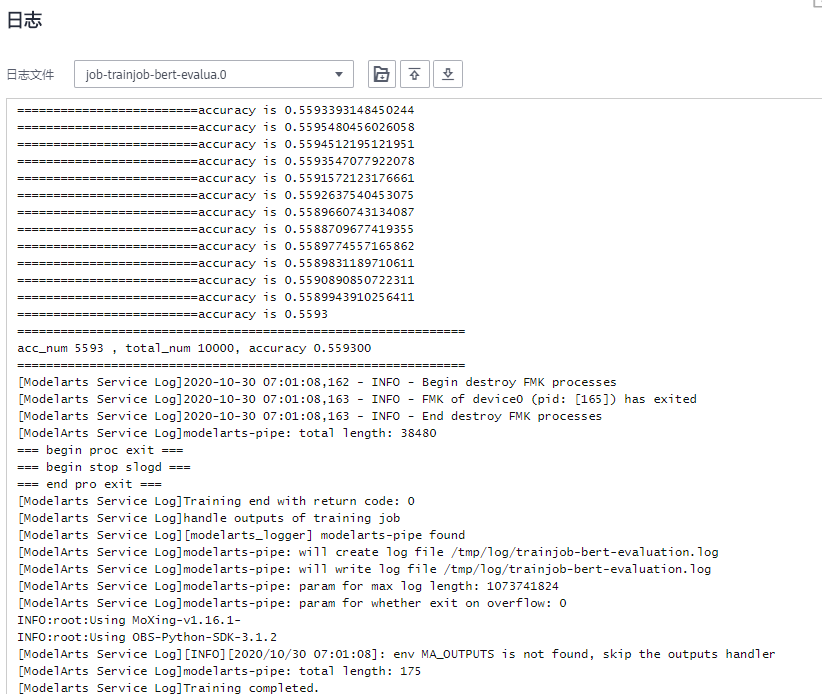 日志
日志文件 job-trainjob-bert-evalua.0
=========================accuracy is 0.5593393148450244
=========================accuracy is 0.5595480456026058
=========================accuracy is 0.5594512195121951
=========================accuracy is 0.5593547077922078
=========================accuracy is 0.5591572123176661
=========================accuracy is 0.5592637540453075
=========================accuracy is 0.5589660743134087
=========================accuracy is 0.5588709677419355
=========================accuracy is 0.5589774557165862
=========================accuracy is 0.5589831189710611
=========================accuracy is 0.5590890850722311
=========================accuracy is 0.5589943910256411
=========================accuracy is 0.5593
==============================================================
acc_num 5593 , total_num 10000, accuracy 0.559300
==============================================================
[Modelarts Service Log]2020-10-30 07:01:08,162 - INFO - Begin destroy FMK processes
[Modelarts Service Log]2020-10-30 07:01:08,163 - INFO - FMK of device0 (pid: [165]) has exited
[Modelarts Service Log]2020-10-30 07:01:08,163 - INFO - End destroy FMK processes
[ModelArts Service Log]modelarts-pipe: total length: 38480
=== begin proc exit ===
=== begin stop slogd ===
=== end pro exit ===
[Modelarts Service Log]Training end with return code: 0
[Modelarts Service Log]handle outputs of training job
[Modelarts Service Log][modelarts_logger] modelarts-pipe found
[ModelArts Service Log]modelarts-pipe: will create log file /tmp/log/trainjob-bert-evaluation.log
[ModelArts Service Log]modelarts-pipe: will write log file /tmp/log/trainjob-bert-evaluation.log
[ModelArts Service Log]modelarts-pipe: param for max log length: 1073741824
[ModelArts Service Log]modelarts-pipe: param for whether exit on overflow: 0
INFO:root:Using MoXing-v1.16.1-
INFO:root:Using OBS-Python-SDK-3.1.2
[ModelArts Service Log][INFO][2020/10/30 07:01:08]: env MA_OUTPUTS is not found, skip the outputs handler
[ModelArts Service Log]modelarts-pipe: total length: 175
[Modelarts Service Log]Training completed.